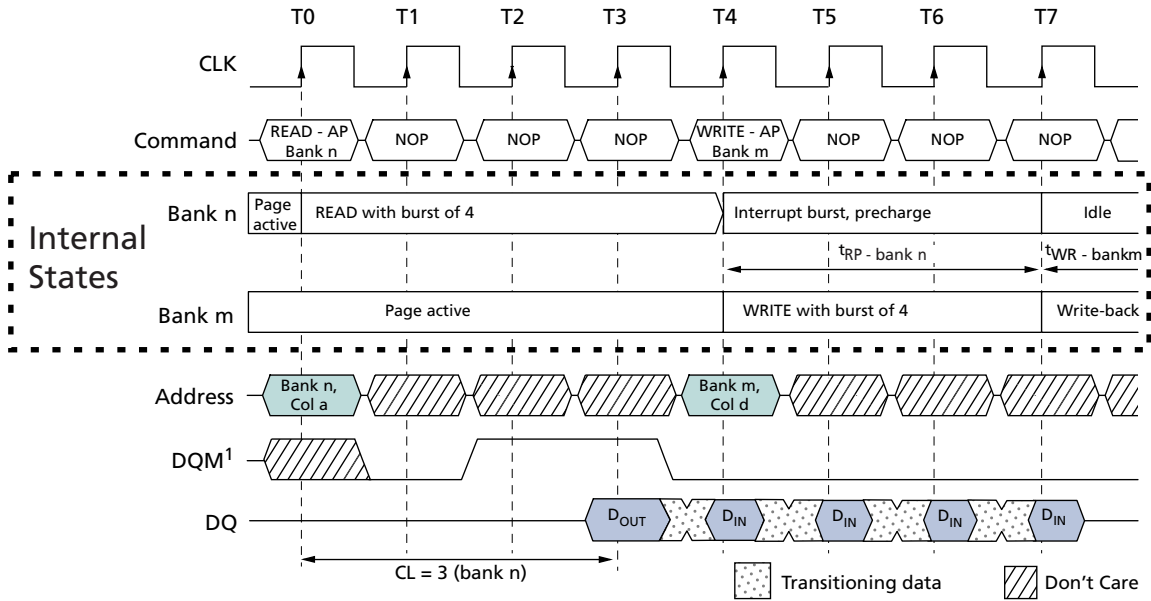 T0 T1 T2 T3 T4 T5 T6 T7
CLK
Command READ - AP Bank n NOP NOP NOP WRITE - AP Bank m NOP NOP NOP
Internal States
Bank n Page active READ with burst of 4 Interrupt burst, precharge Idle
tRP - bank n tWR - bankm
Bank m Page active WRITE with burst of 4 Write-back
Address Bank n, Col a Bank m, Col d
DQM1
DQ DOUT DIN DIN DIN DIN
CL = 3 (bank n)
Transitioning data Don't Care